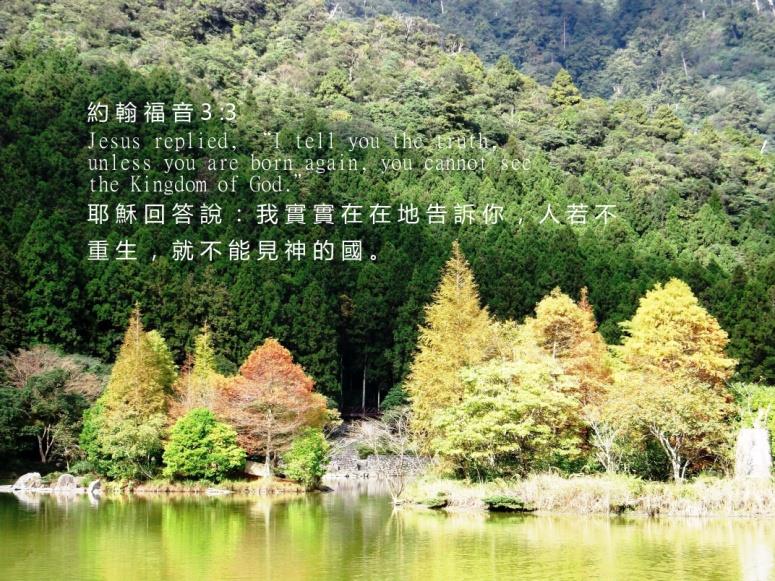 約翰福音3:3
Jesus replied, “I tell you the truth,
unless you are born again, you cannot see
the Kingdom of God.”
耶穌回答說：我實實在在地告訴你，人若不
重生，就不能見神的國。